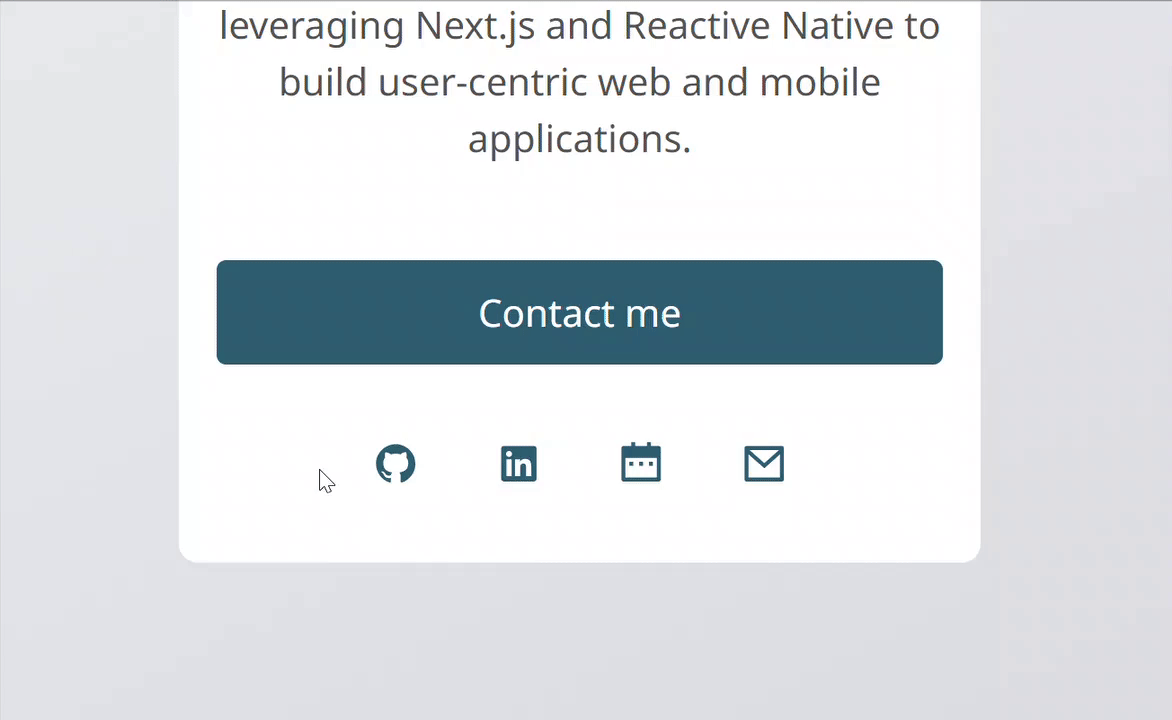 leveraging Next.js and Reactive Native to
build user-centric web and mobile
applications.
Contact me
in